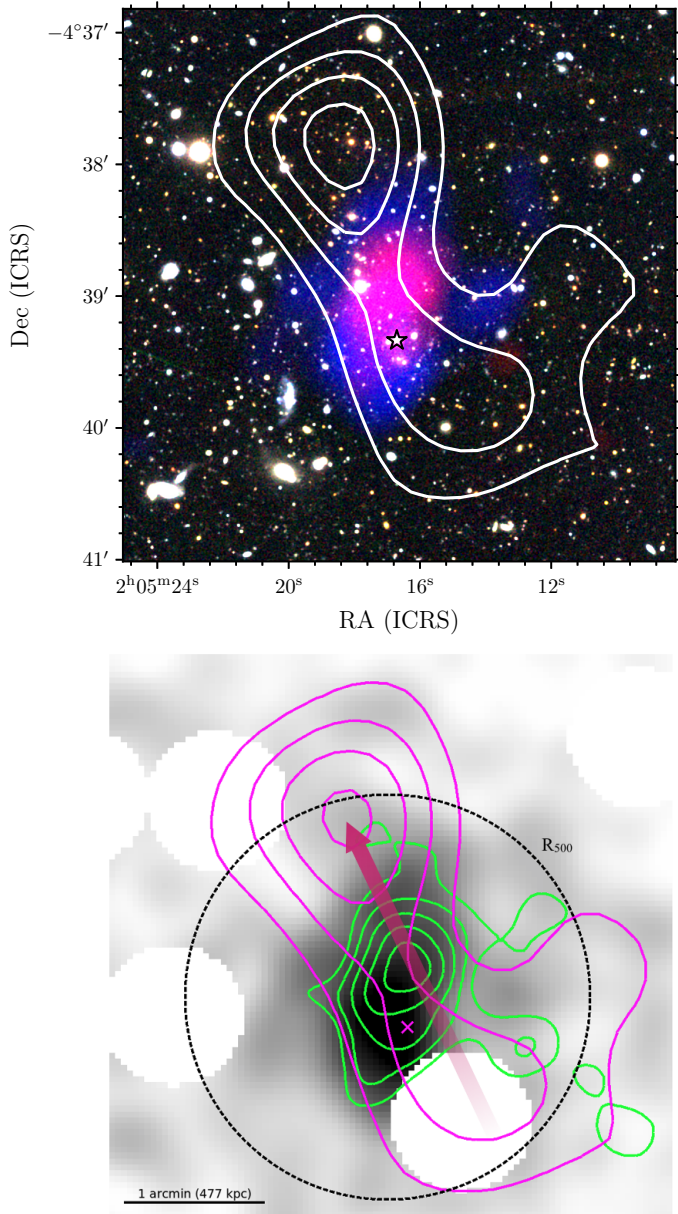 −4°37′
38′
39′
40′
41′
Dec (ICRS)
2ʰ05ᵐ24ˢ
20ˢ
16ˢ
12ˢ
RA (ICRS)
R₅₀₀
1 arcmin (477 kpc)